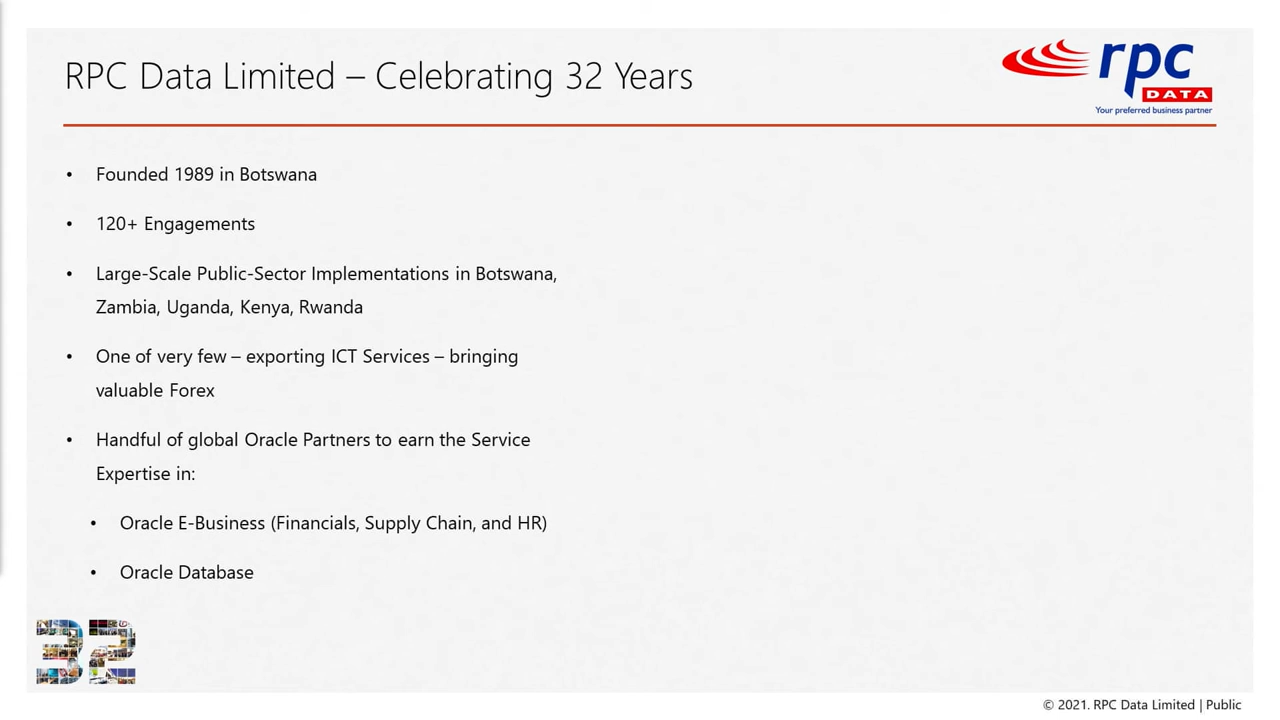 RPC Data Limited – Celebrating 32 Years
rpc
DATA
Your preferred business partner
• Founded 1989 in Botswana
• 120+ Engagements
• Large-Scale Public-Sector Implementations in Botswana,
Zambia, Uganda, Kenya, Rwanda
• One of very few – exporting ICT Services – bringing
valuable Forex
• Handful of global Oracle Partners to earn the Service
Expertise in:
• Oracle E-Business (Financials, Supply Chain, and HR)
• Oracle Database
32
© 2021. RPC Data Limited | Public